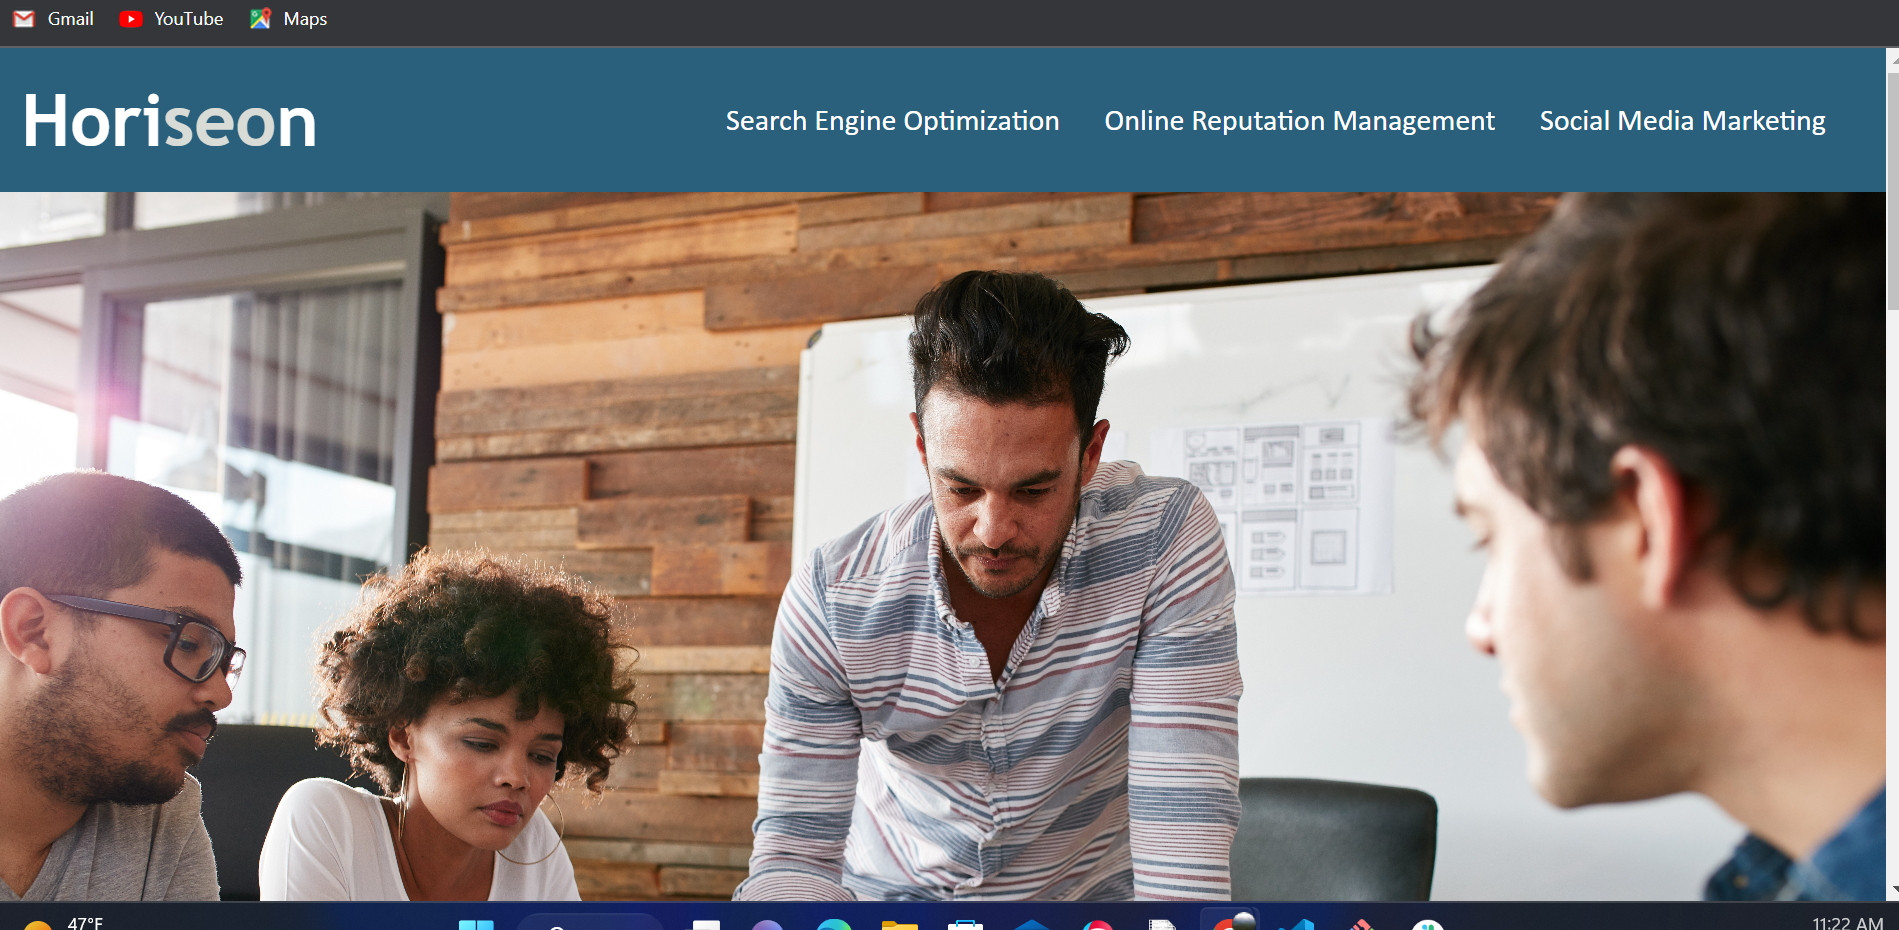 Gmail YouTube Maps
Horiseon Search Engine Optimization Online Reputation Management Social Media Marketing
47°F 11:22 AM